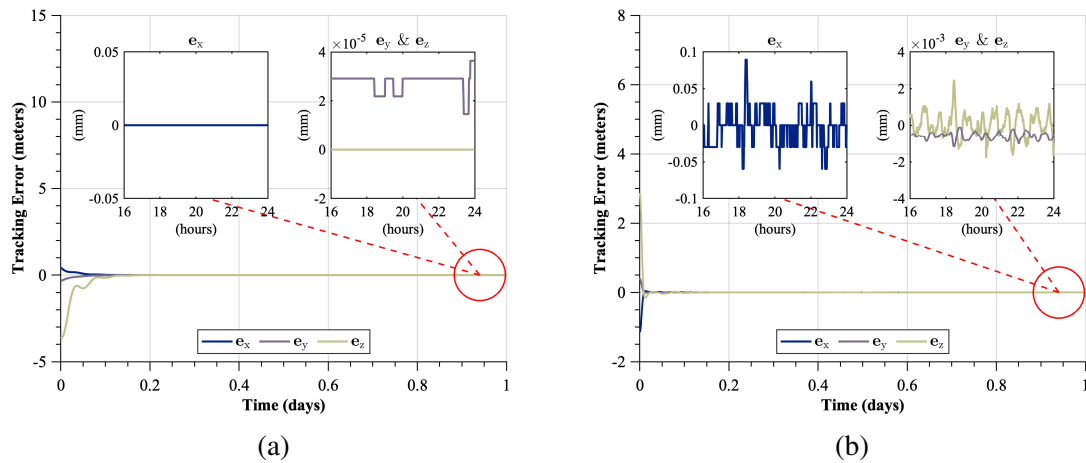 15
10
5
0
-5
Tracking Error (meters)
0
0.2
0.4
0.6
0.8
1
Time (days)
e_x
0.05
0
-0.05
(mm)
16 18 20 22 24
(hours)
×10⁻⁵ e_y & e_z
4
2
0
-2
(mm)
16 18 20 22 24
(hours)
e_x e_y e_z
(a)
8
6
4
2
0
-2
Tracking Error (meters)
0
0.2
0.4
0.6
0.8
1
Time (days)
e_x
0.1
0.05
0
-0.05
-0.1
(mm)
16 18 20 22 24
(hours)
×10⁻³ e_y & e_z
4
2
0
-2
-4
(mm)
16 18 20 22 24
(hours)
e_x e_y e_z
(b)